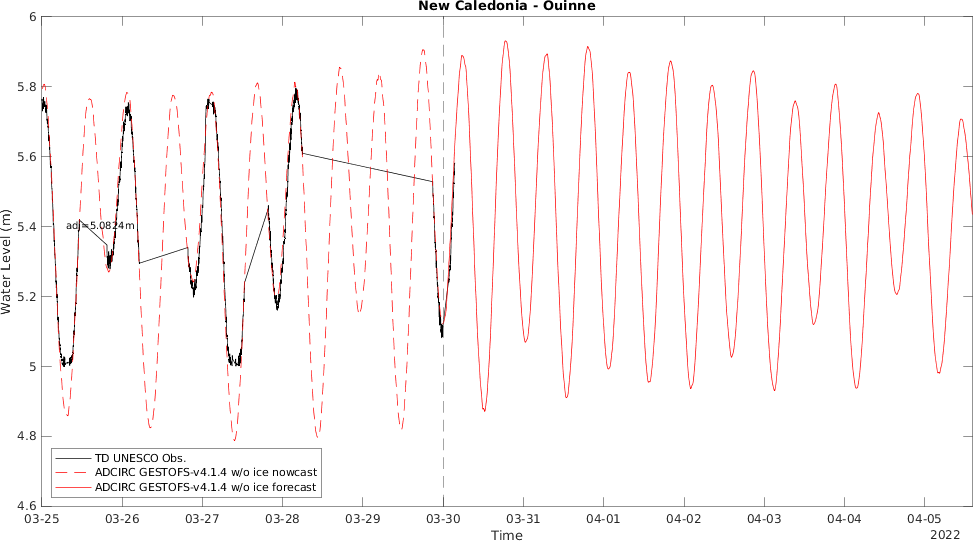 New Caledonia - Ouinne
6
5.8
5.6
5.4
5.2
5
4.8
4.6
Water Level (m)
adj=5.0824m
TD UNESCO Obs.
ADCIRC GESTOFS-v4.1.4 w/o ice nowcast
ADCIRC GESTOFS-v4.1.4 w/o ice forecast
03-25 03-26 03-27 03-28 03-29 03-30 03-31 04-01 04-02 04-03 04-04 04-05
Time
2022